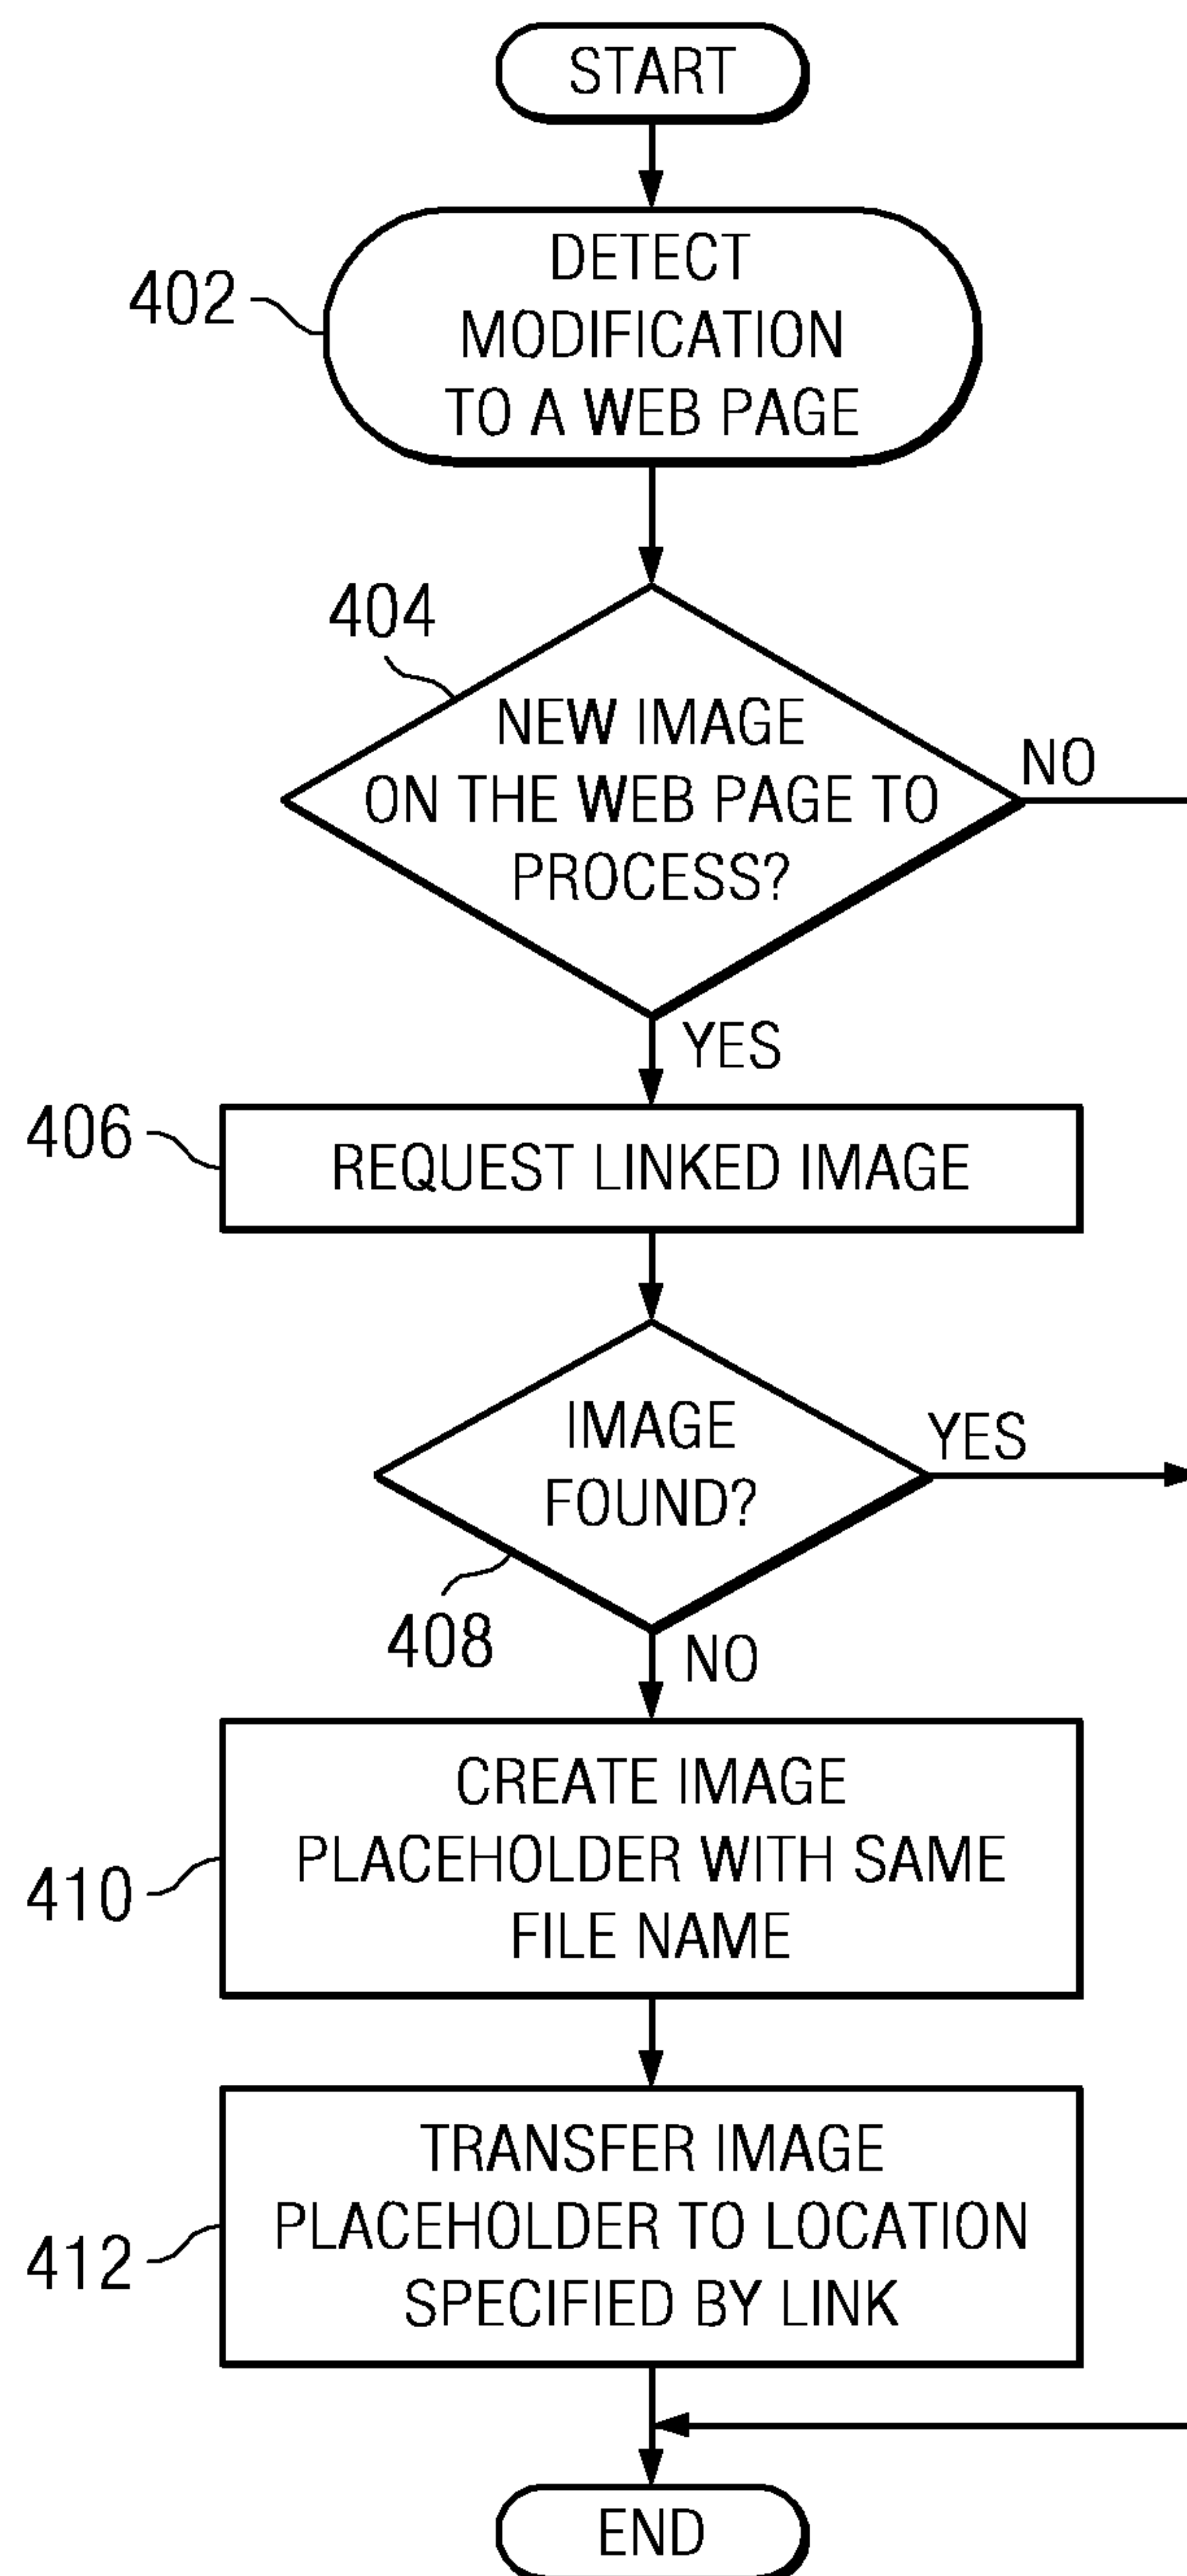 START
402
DETECT
MODIFICATION
TO A WEB PAGE
404
NEW IMAGE
ON THE WEB PAGE TO
PROCESS?
NO
YES
406
REQUEST LINKED IMAGE
IMAGE
FOUND?
YES
408
NO
410
CREATE IMAGE
PLACEHOLDER WITH SAME
FILE NAME
412
TRANSFER IMAGE
PLACEHOLDER TO LOCATION
SPECIFIED BY LINK
END